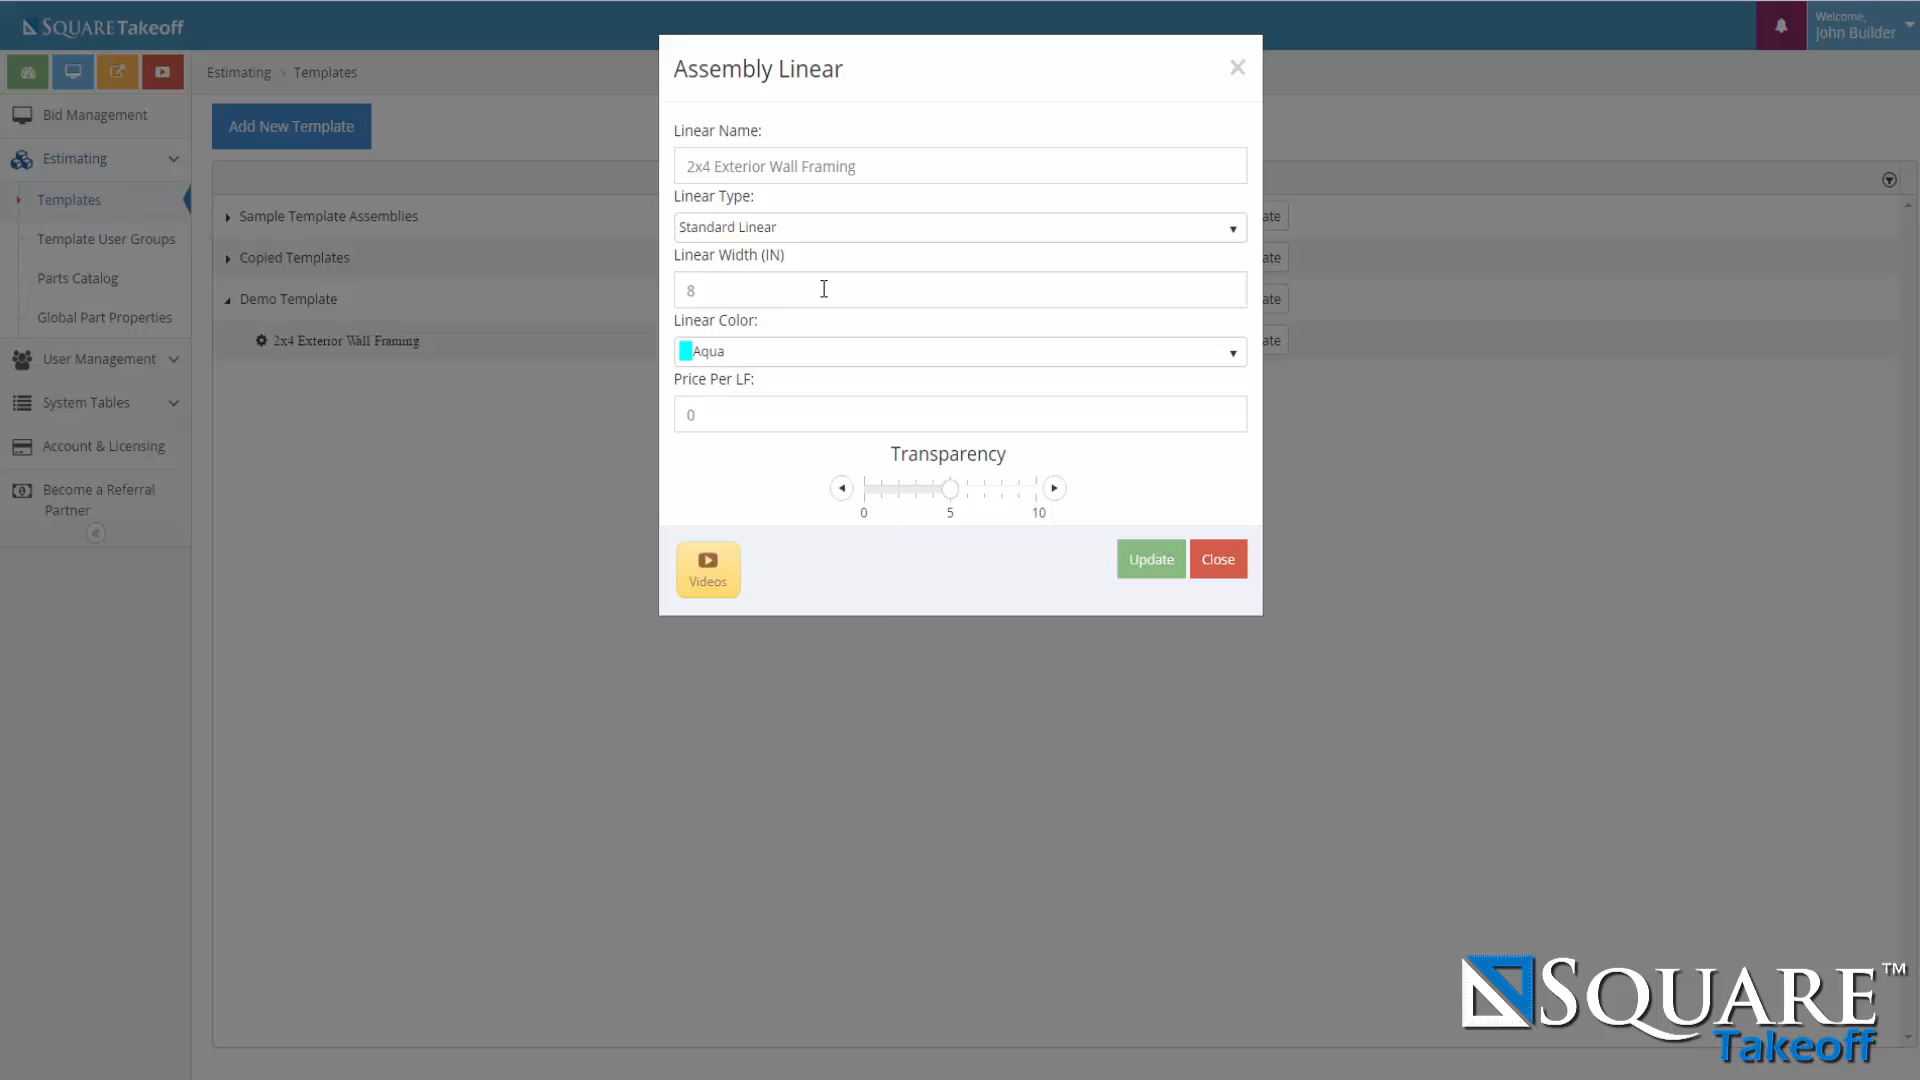 SQUARETakeoff
Welcome,
John Builder
Assembly Linear
Estimating
Templates
Bid Management
Add New Template
Linear Name:
Estimating
2x4 Exterior Wall Framing
Linear Type:
Templates
Sample Template Assemblies
Standard Linear
ate
Template User Groups
Copied Templates
Linear Width (IN)
ate
Parts Catalog
8
Demo Template
ate
Global Part Properties
Linear Color:
2x4 Exterior Wall Framing
ate
User Management
Aqua
Price Per LF:
System Tables
0
Account & Licensing
Transparency
Become a Referral
Partner
0 5 10
Update
Close
Videos
SQUARE™
Takeoff